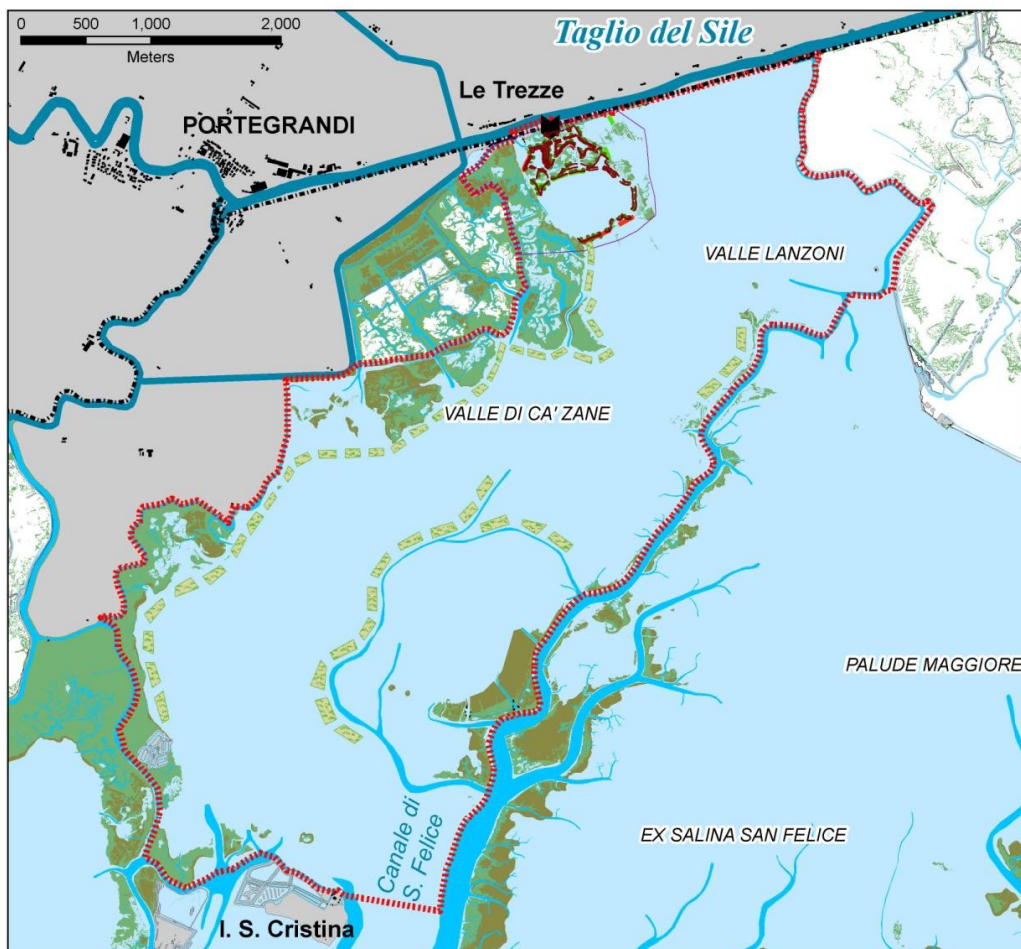 0 500 1,000 2,000
Meters
Taglio del Sile
Le Trezze
PORTEGRANDI
VALLE LANZONI
VALLE DI CA' ZANE
PALUDE MAGGIORE
Canale di
S. Felice
EX SALINA SAN FELICE
I. S. Cristina